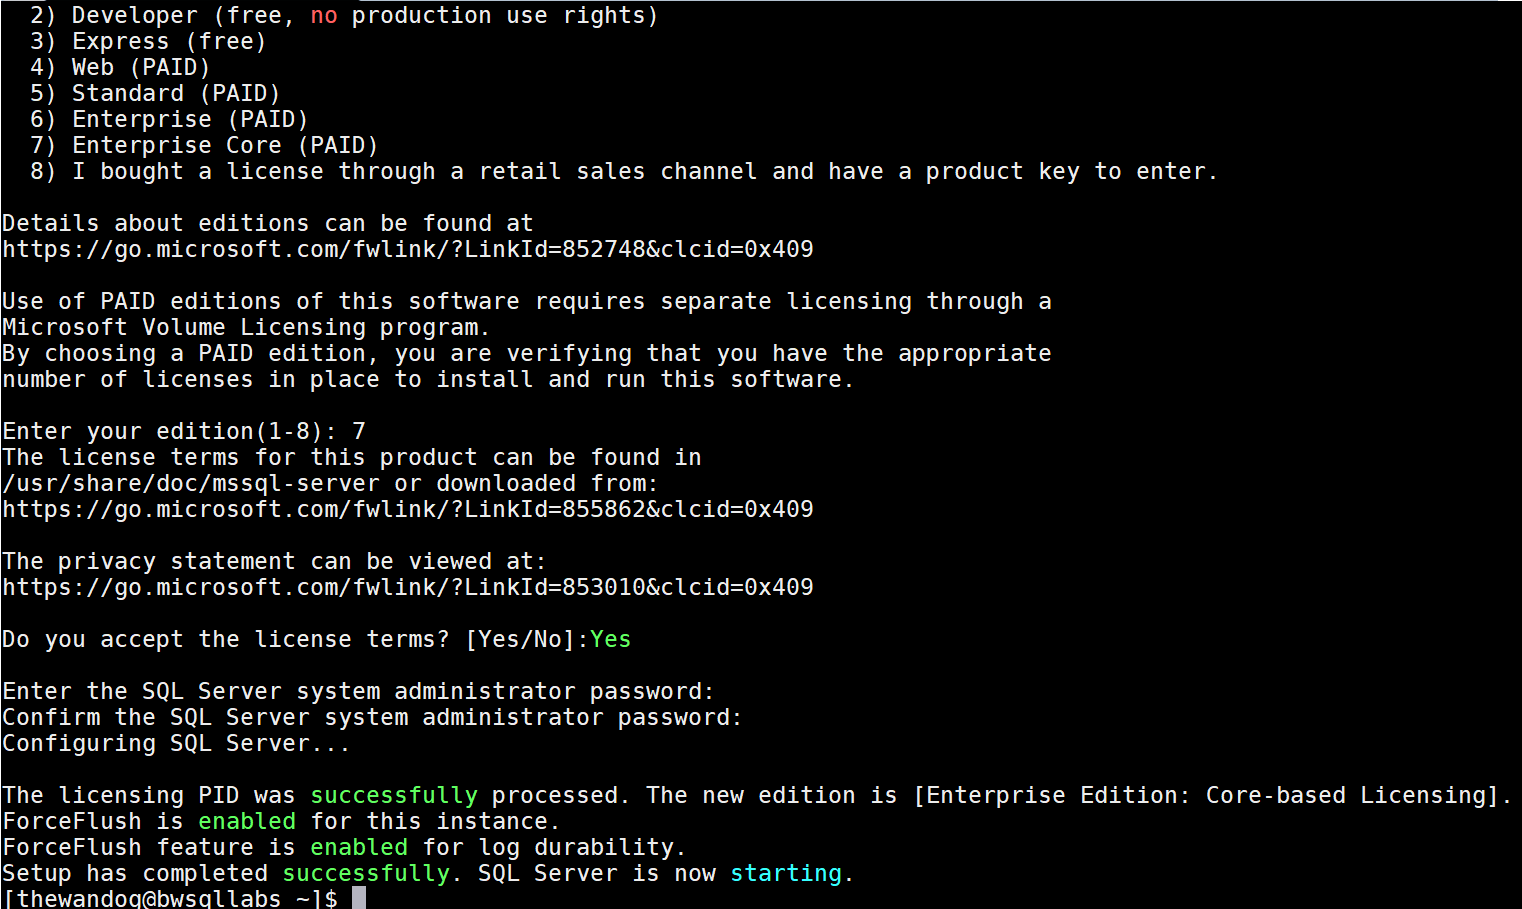 2) Developer (free, no production use rights)
3) Express (free)
4) Web (PAID)
5) Standard (PAID)
6) Enterprise (PAID)
7) Enterprise Core (PAID)
8) I bought a license through a retail sales channel and have a product key to enter.
Details about editions can be found at
https://go.microsoft.com/fwlink/?LinkId=852748&clcid=0x409
Use of PAID editions of this software requires separate licensing through a
Microsoft Volume Licensing program.
By choosing a PAID edition, you are verifying that you have the appropriate
number of licenses in place to install and run this software.
Enter your edition(1-8): 7
The license terms for this product can be found in
/usr/share/doc/mssql-server or downloaded from:
https://go.microsoft.com/fwlink/?LinkId=855862&clcid=0x409
The privacy statement can be viewed at:
https://go.microsoft.com/fwlink/?LinkId=853010&clcid=0x409
Do you accept the license terms? [Yes/No]:Yes
Enter the SQL Server system administrator password:
Confirm the SQL Server system administrator password:
Configuring SQL Server...
The licensing PID was successfully processed. The new edition is [Enterprise Edition: Core-based Licensing].
ForceFlush is enabled for this instance.
ForceFlush feature is enabled for log durability.
Setup has completed successfully. SQL Server is now starting.
[thewandog@bwsqllabs ~]$